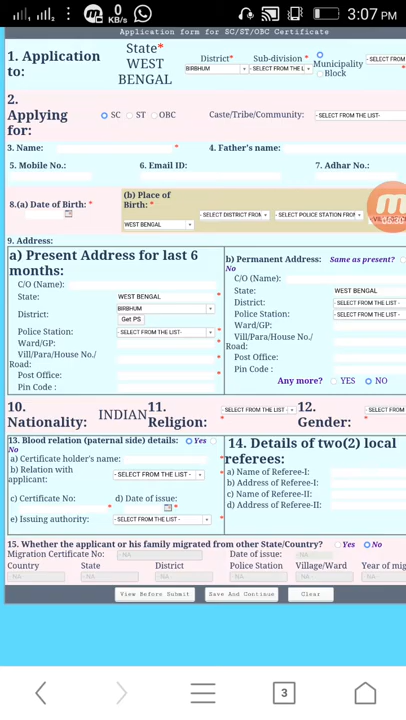 0
KB/s
3:07 PM
Application form for SC/ST/OBC Certificate
1. Application to:
State*
WEST BENGAL
District*
BIRBHUM
Sub-division *
- SELECT FROM THE LIST -
Municipality
Block
- SELECT FROM
2. Applying for:
SC
ST
OBC
Caste/Tribe/Community:
- SELECT FROM THE LIST-
3. Name:
*
4. Father's name:
5. Mobile No.:
6. Email ID:
7. Adhar No.:
8.(a) Date of Birth: *
(b) Place of Birth: *
- SELECT DISTRICT FROM
- SELECT POLICE STATION FROM
WEST BENGAL
05:30
9. Address:
a) Present Address for last 6 months:
C/O (Name):
State:
WEST BENGAL
*
District:
BIRBHUM
*
Get PS
Police Station:
- SELECT FROM THE LIST-
*
Ward/GP:
*
Vill/Para/House No./
Road:
*
Post Office:
*
Pin Code :
*
b) Permanent Address:
Same as present?
No
C/O (Name):
State:
WEST BENGAL
District:
- SELECT FROM THE LIST-
Police Station:
- SELECT FROM THE LIST-
Ward/GP:
Vill/Para/House No./
Road:
Post Office:
Pin Code :
Any more?
YES
NO
10. Nationality:
INDIAN
11. Religion:
- SELECT FROM THE LIST -
*
12. Gender:
- SELECT FROM
*
13. Blood relation (paternal side) details:
Yes
No
a) Certificate holder's name:
*
b) Relation with applicant:
- SELECT FROM THE LIST -
*
c) Certificate No:
*
d) Date of issue:
*
e) Issuing authority:
- SELECT FROM THE LIST -
*
14. Details of two(2) local referees:
a) Name of Referee-I:
b) Address of Referee-I:
c) Name of Referee-II:
d) Address of Referee-II:
15. Whether the applicant or his family migrated from other State/Country?
Yes
No
Migration Certificate No:
NA
Date of issue:
NA
Country
State
District
Police Station
Village/Ward
Year of mig
NA
NA
NA
NA
NA
NA
View Before Submit
Save And Continue
Clear
3